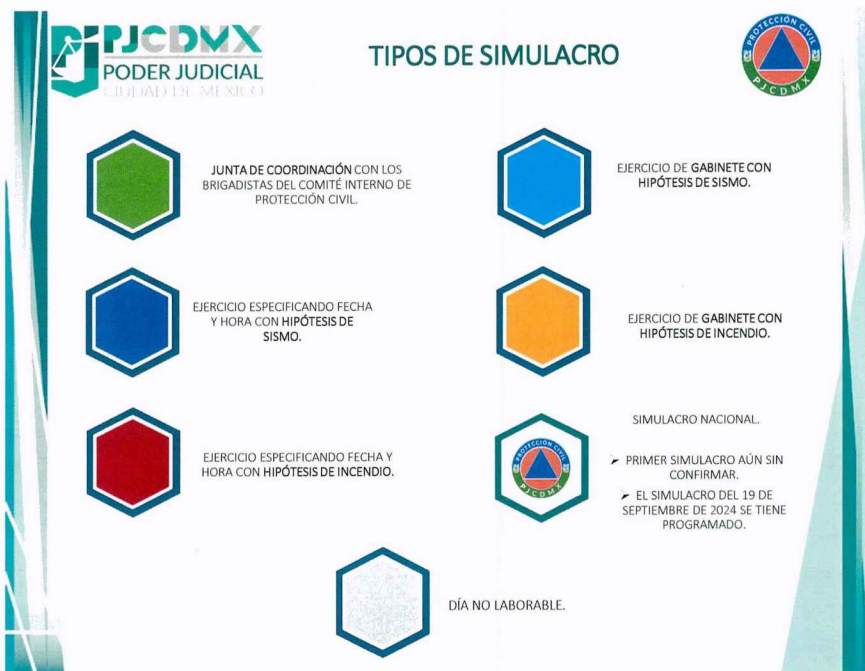 PJCDMX
PODER JUDICIAL
CIUDAD DE MÉXICO
TIPOS DE SIMULACRO
PROTECCIÓN CIVIL
PJCDMX
JUNTA DE COORDINACIÓN CON LOS
BRIGADISTAS DEL COMITÉ INTERNO DE
PROTECCIÓN CIVIL.
EJERCICIO DE GABINETE CON
HIPÓTESIS DE SISMO.
EJERCICIO ESPECIFICANDO FECHA
Y HORA CON HIPÓTESIS DE
SISMO.
EJERCICIO DE GABINETE CON
HIPÓTESIS DE INCENDIO.
EJERCICIO ESPECIFICANDO FECHA Y
HORA CON HIPÓTESIS DE INCENDIO.
PROTECCIÓN CIVIL
PJCDMX
SIMULACRO NACIONAL.
➤ PRIMER SIMULACRO AÚN SIN
CONFIRMAR.
➤ EL SIMULACRO DEL 19 DE
SEPTIEMBRE DE 2024 SE TIENE
PROGRAMADO.
DÍA NO LABORABLE.